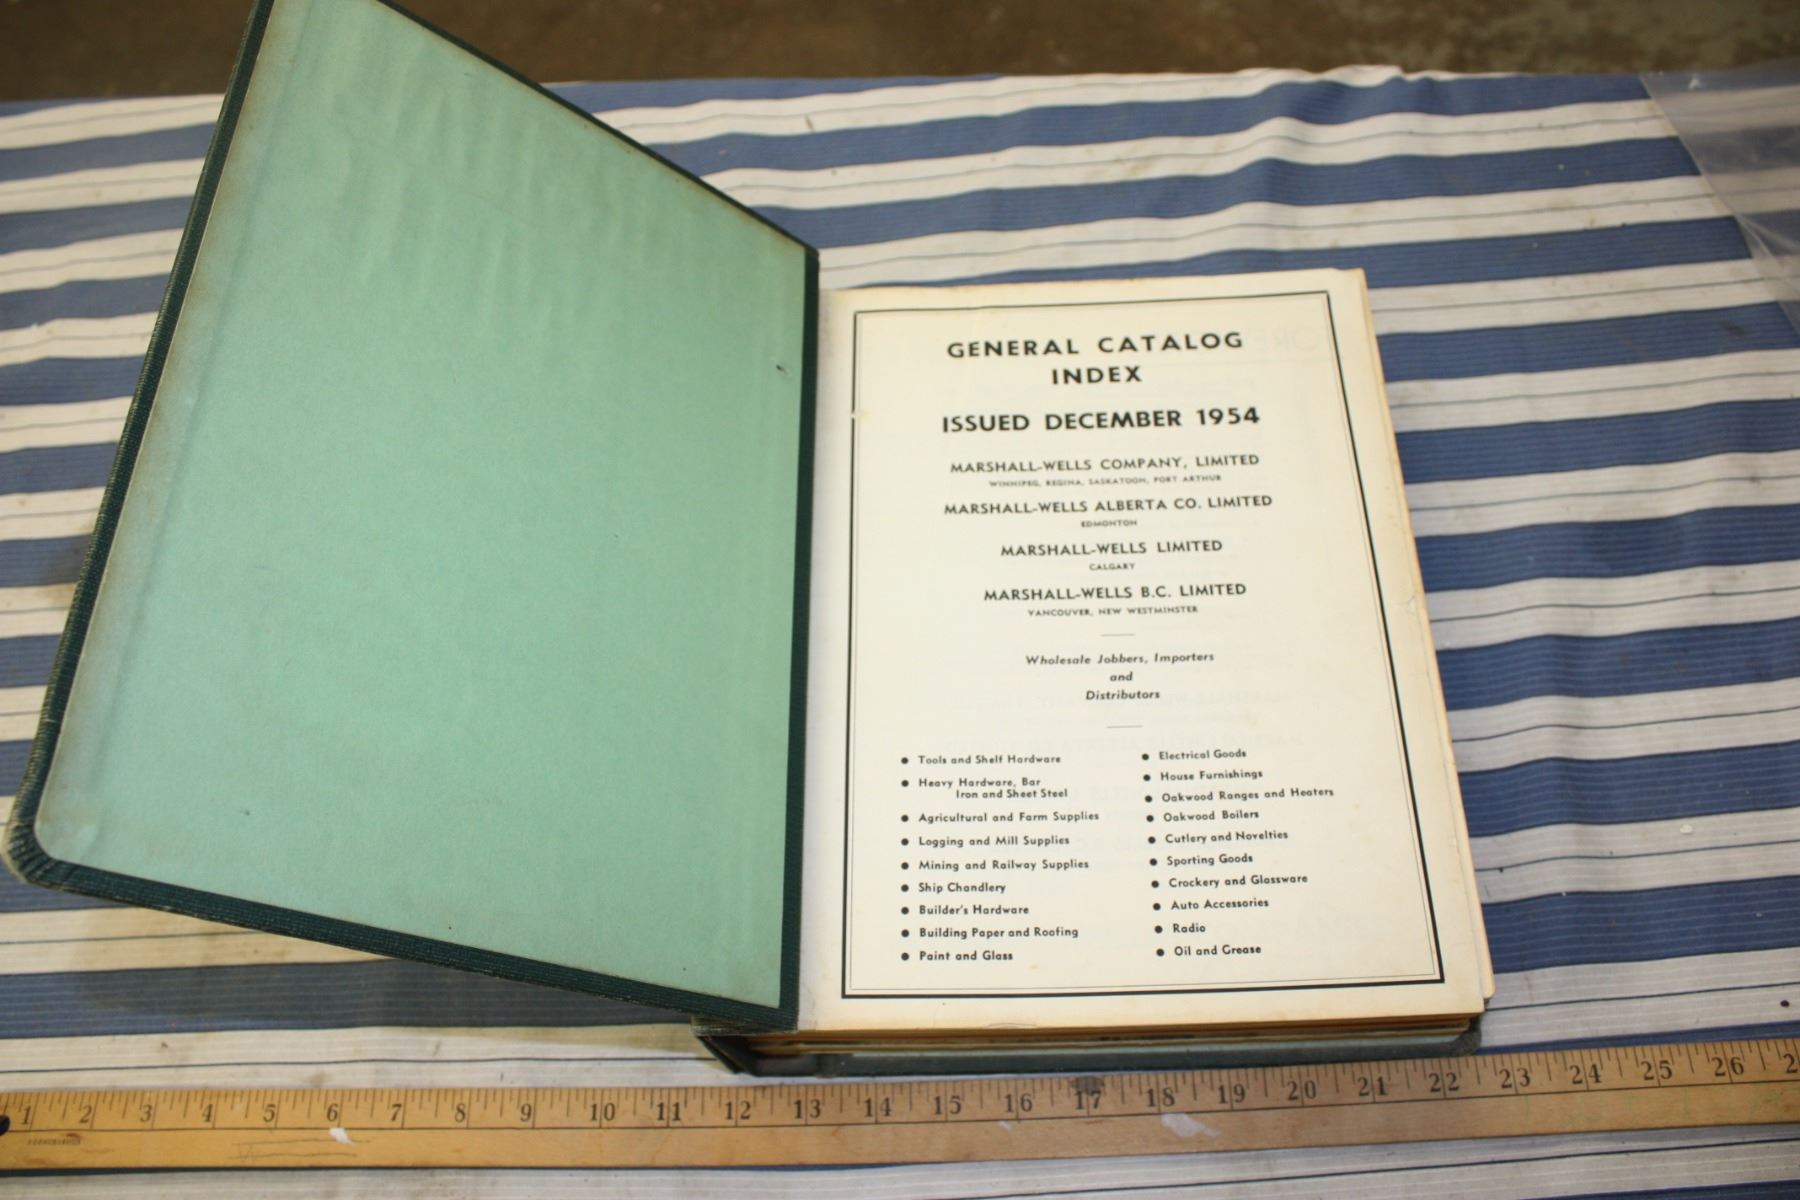 GENERAL CATALOG
INDEX
ISSUED DECEMBER 1954
MARSHALL-WELLS COMPANY, LIMITED
WINNIPEG, REGINA, SASKATOON, PORT ARTHUR
MARSHALL-WELLS ALBERTA CO. LIMITED
EDMONTON
MARSHALL-WELLS LIMITED
CALGARY
MARSHALL-WELLS B.C. LIMITED
VANCOUVER, NEW WESTMINSTER
Wholesale Jobbers, Importers
and
Distributors
● Tools and Shelf Hardware
● Heavy Hardware, Bar
Iron and Sheet Steel
● Agricultural and Farm Supplies
● Logging and Mill Supplies
● Mining and Railway Supplies
● Ship Chandlery
● Builder's Hardware
● Building Paper and Roofing
● Paint and Glass
● Electrical Goods
● House Furnishings
● Oakwood Ranges and Heaters
● Oakwood Boilers
● Cutlery and Novelties
● Sporting Goods
● Crockery and Glassware
● Auto Accessories
● Radio
● Oil and Grease
1 2 3 4 5 6 7 8 9 10 11 12 13 14 15 16 17 18 19 20 21 22 23 24 25 26